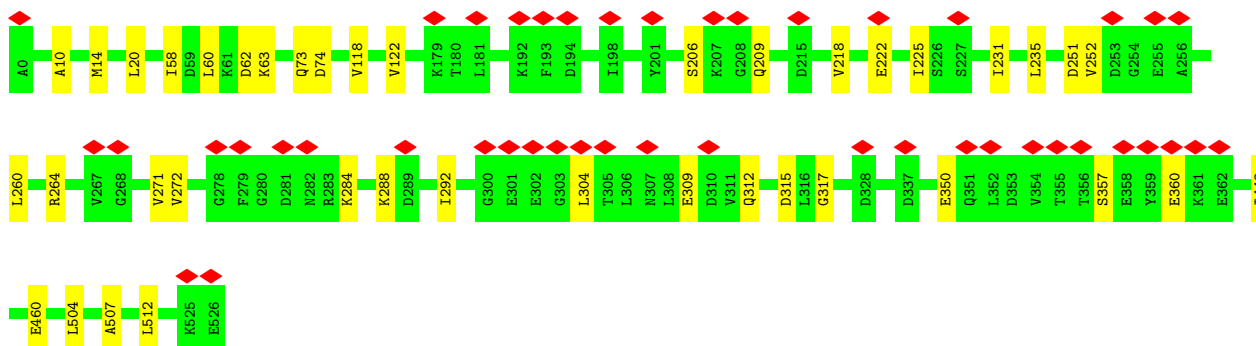 A0 A10 M14 L20 I58 D59 L60 K61 D62 K63 Q73 D74 V118 V122 K179 T180 L181 K192 F193 D194 I198 Y201 S206 K207 G208 Q209 D215 V218 E222 I225 S226 S227 I231 L235 D251 V252 D253 G254 E255 A256
L260 R264 V267 G268 V271 V272 G278 F279 G280 D281 N282 R283 K284 K288 D289 I292 G300 E301 E302 G303 L304 T305 L306 N307 L308 E309 D310 V311 Q312 D315 L316 G317 D328 D337 E350 Q351 L352 D353 V354 T355 T356 S357 E358 Y359 E360 K361 E362
E460 L504 A507 L512 K525 E526